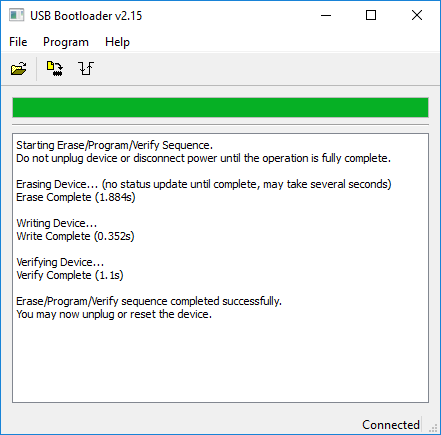 USB Bootloader v2.15
File Program Help
Starting Erase/Program/Verify Sequence.
Do not unplug device or disconnect power until the operation is fully complete.
Erasing Device... (no status update until complete, may take several seconds)
Erase Complete (1.884s)
Writing Device...
Write Complete (0.352s)
Verifying Device...
Verify Complete (1.1s)
Erase/Program/Verify sequence completed successfully.
You may now unplug or reset the device.
Connected